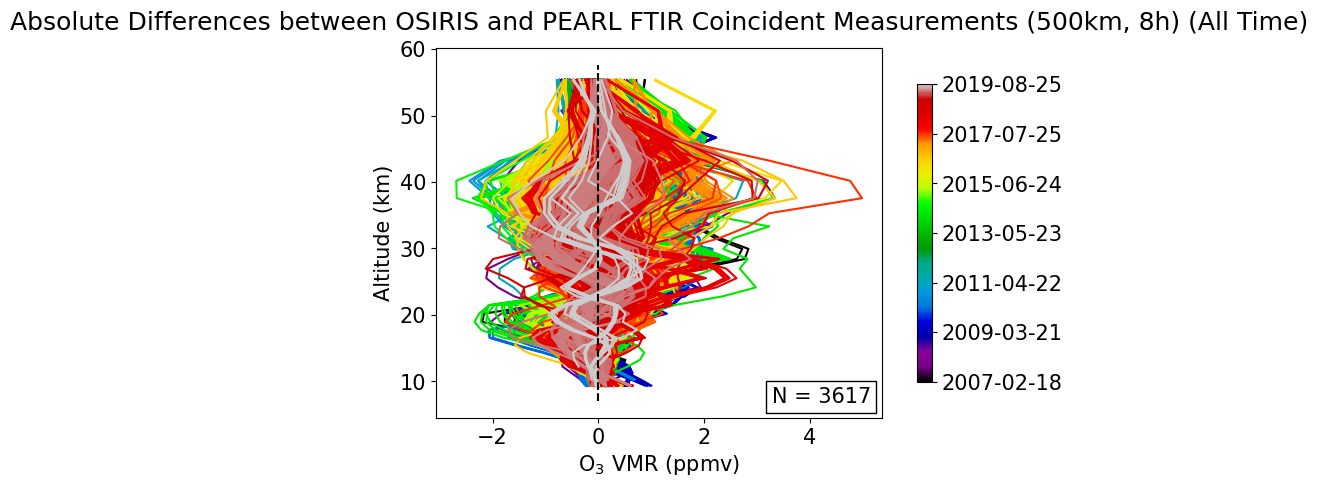 Absolute Differences between OSIRIS and PEARL FTIR Coincident Measurements (500km, 8h) (All Time)
60
50
40
30
20
10
Altitude (km)
−2 0 2 4
O₃ VMR (ppmv)
N = 3617
2019-08-25
2017-07-25
2015-06-24
2013-05-23
2011-04-22
2009-03-21
2007-02-18